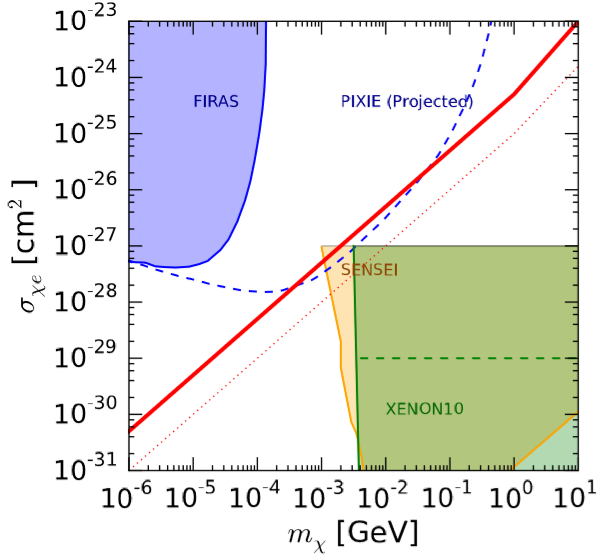 10^-23
10^-24
FIRAS
PIXIE (Projected)
10^-25
10^-26
10^-27
SENSEI
10^-28
10^-29
XENON10
10^-30
10^-31
σ_χe [cm^2]
10^-6 10^-5 10^-4 10^-3 10^-2 10^-1 10^0 10^1
m_χ [GeV]